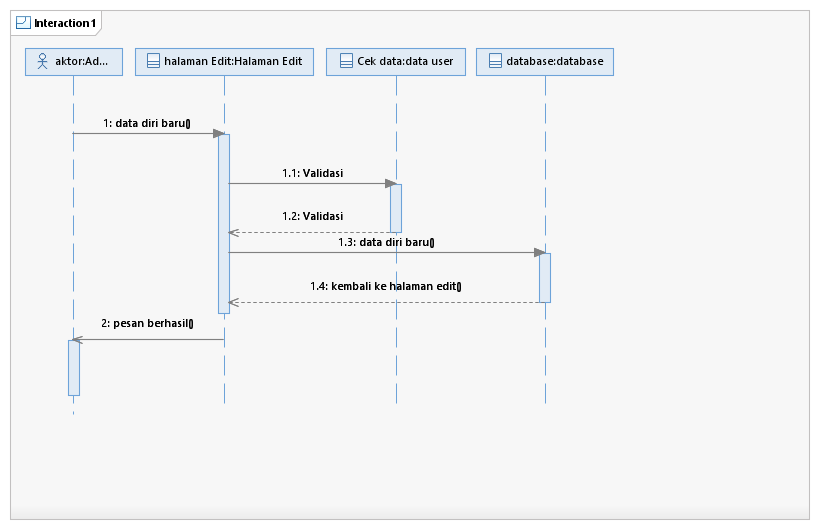 Interaction1
aktor:Ad...
halaman Edit:Halaman Edit
Cek data:data user
database:database
1: data diri baru()
1.1: Validasi
1.2: Validasi
1.3: data diri baru()
1.4: kembali ke halaman edit()
2: pesan berhasil()